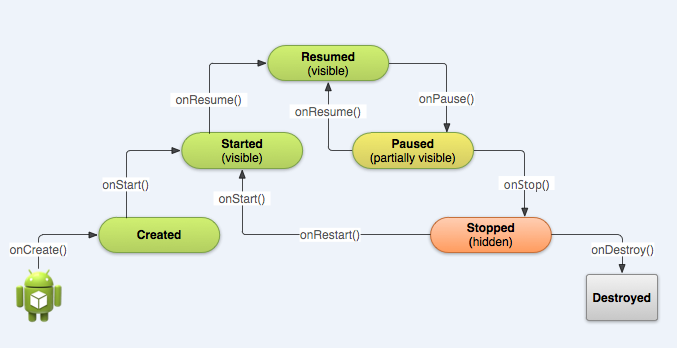 Resumed
(visible)
onResume()
onResume()
onPause()
Started
(visible)
Paused
(partially visible)
onStart()
onStart()
onStop()
Created
onRestart()
Stopped
(hidden)
onCreate()
onDestroy()
Destroyed